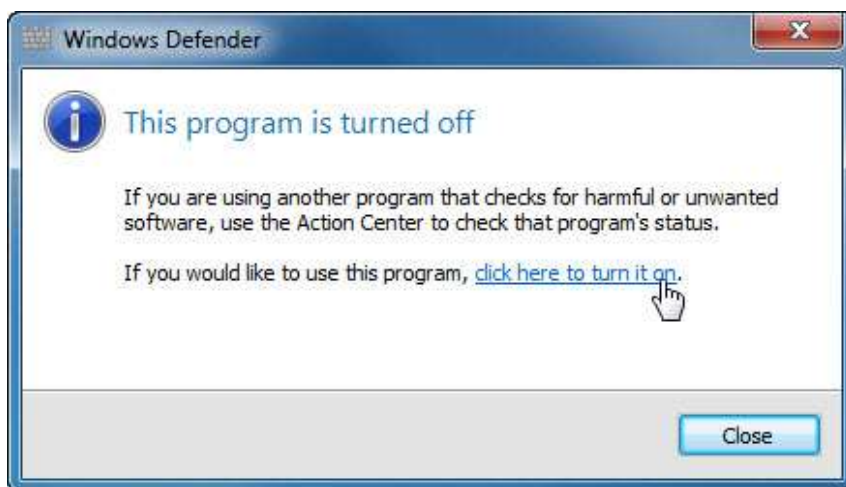 Windows Defender
This program is turned off
If you are using another program that checks for harmful or unwanted
software, use the Action Center to check that program's status.
If you would like to use this program, click here to turn it on.
Close